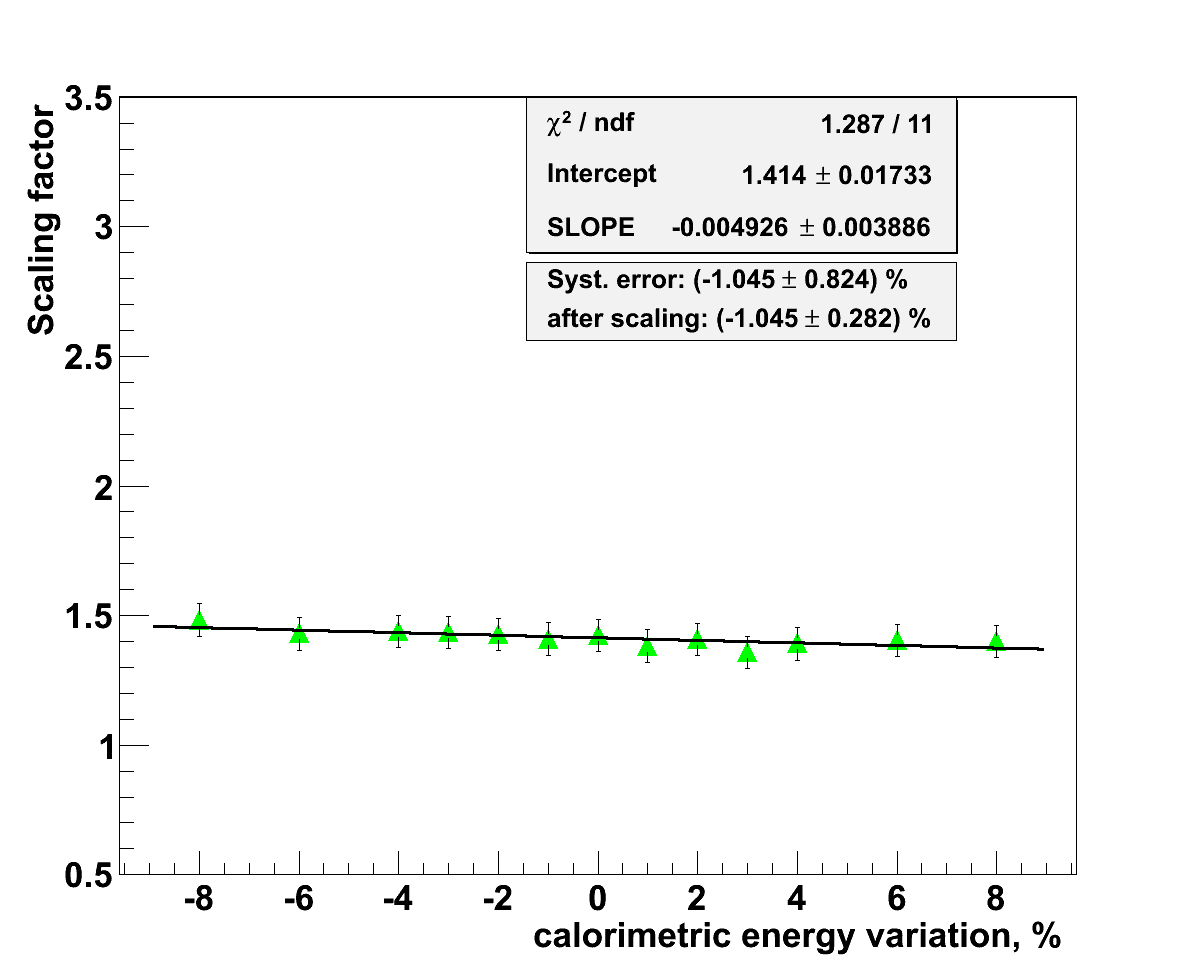 3.5
3
2.5
2
1.5
1
0.5
Scaling factor
χ² / ndf 1.287 / 11
Intercept 1.414 ± 0.01733
SLOPE -0.004926 ± 0.003886
Syst. error: (-1.045 ± 0.824) %
after scaling: (-1.045 ± 0.282) %
-8 -6 -4 -2 0 2 4 6 8
calorimetric energy variation, %